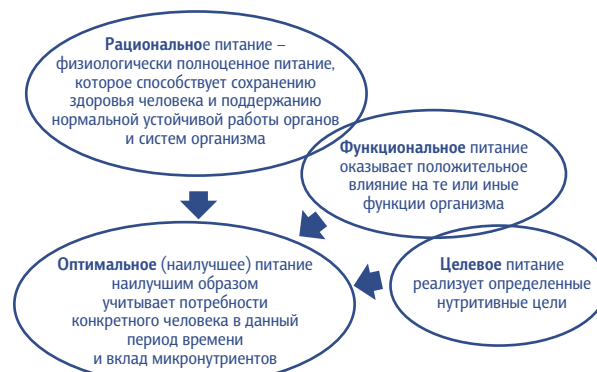 Рациональное питание –
физиологически полноценное питание,
которое способствует сохранению
здоровья человека и поддержанию
нормальной устойчивой работы органов
и систем организма
Функциональное питание
оказывает положительное
влияние на те или иные
функции организма
Оптимальное (наилучшее) питание
наилучшим образом
учитывает потребности
конкретного человека в данный
период времени
и вклад микронутриентов
Целевое питание
реализует определенные
нутритивные цели